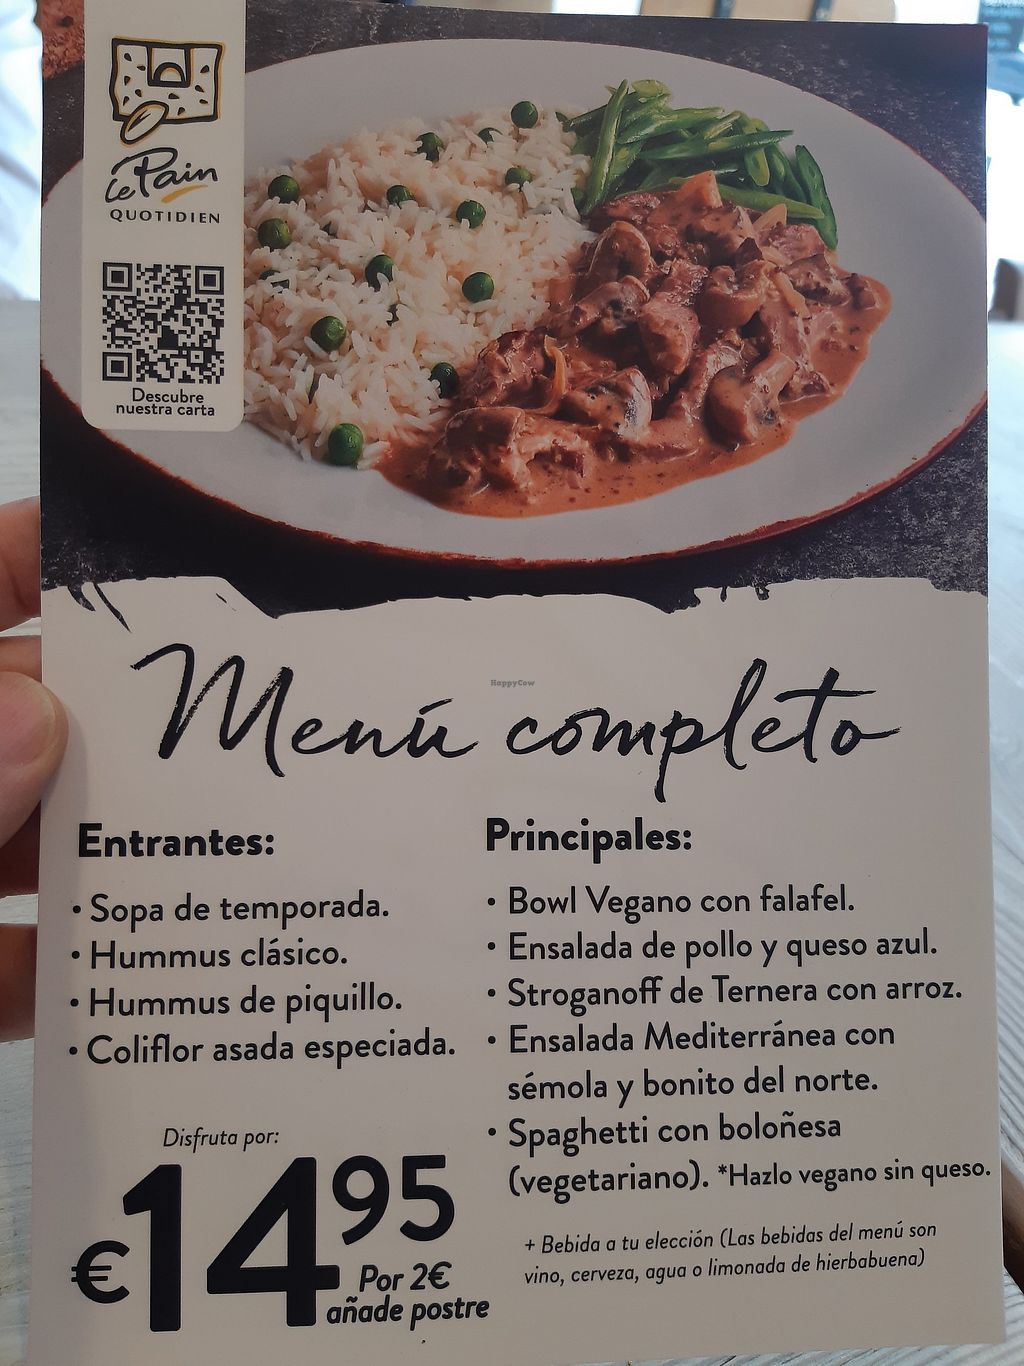 Le Pain
QUOTIDIEN
Descubre
nuestra carta
HappyCow
Menú completo
Entrantes:
• Sopa de temporada.
• Hummus clásico.
• Hummus de piquillo.
• Coliflor asada especiada.
Disfruta por:
€14 95
Por 2€
añade postre
Principales:
• Bowl Vegano con falafel.
• Ensalada de pollo y queso azul.
• Stroganoff de Ternera con arroz.
• Ensalada Mediterránea con
sémola y bonito del norte.
• Spaghetti con boloñesa
(vegetariano). *Hazlo vegano sin queso.
+ Bebida a tu elección (Las bebidas del menú son
vino, cerveza, agua o limonada de hierbabuena)